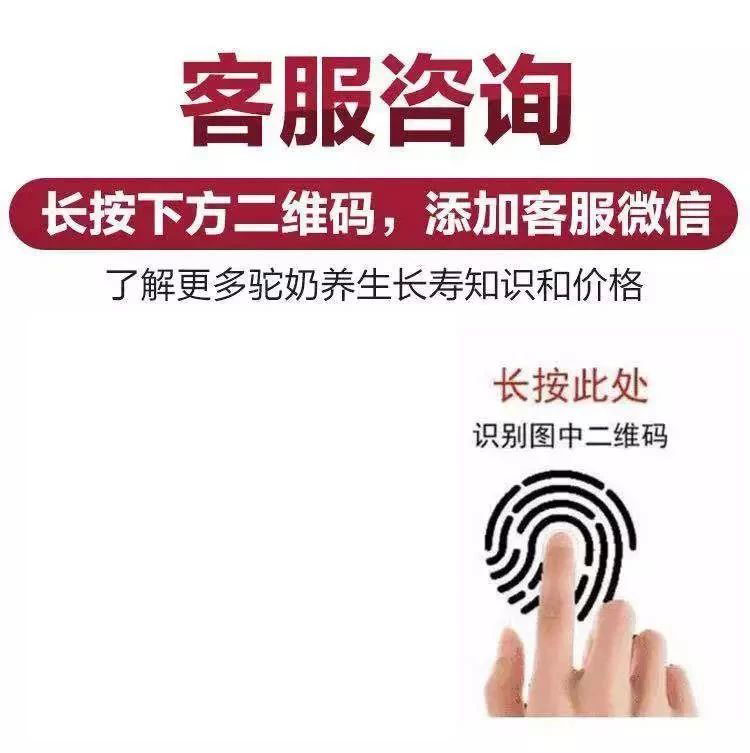 客服咨询
长按下方二维码，添加客服微信
了解更多驼奶养生长寿知识和价格
长按此处
识别图中二维码